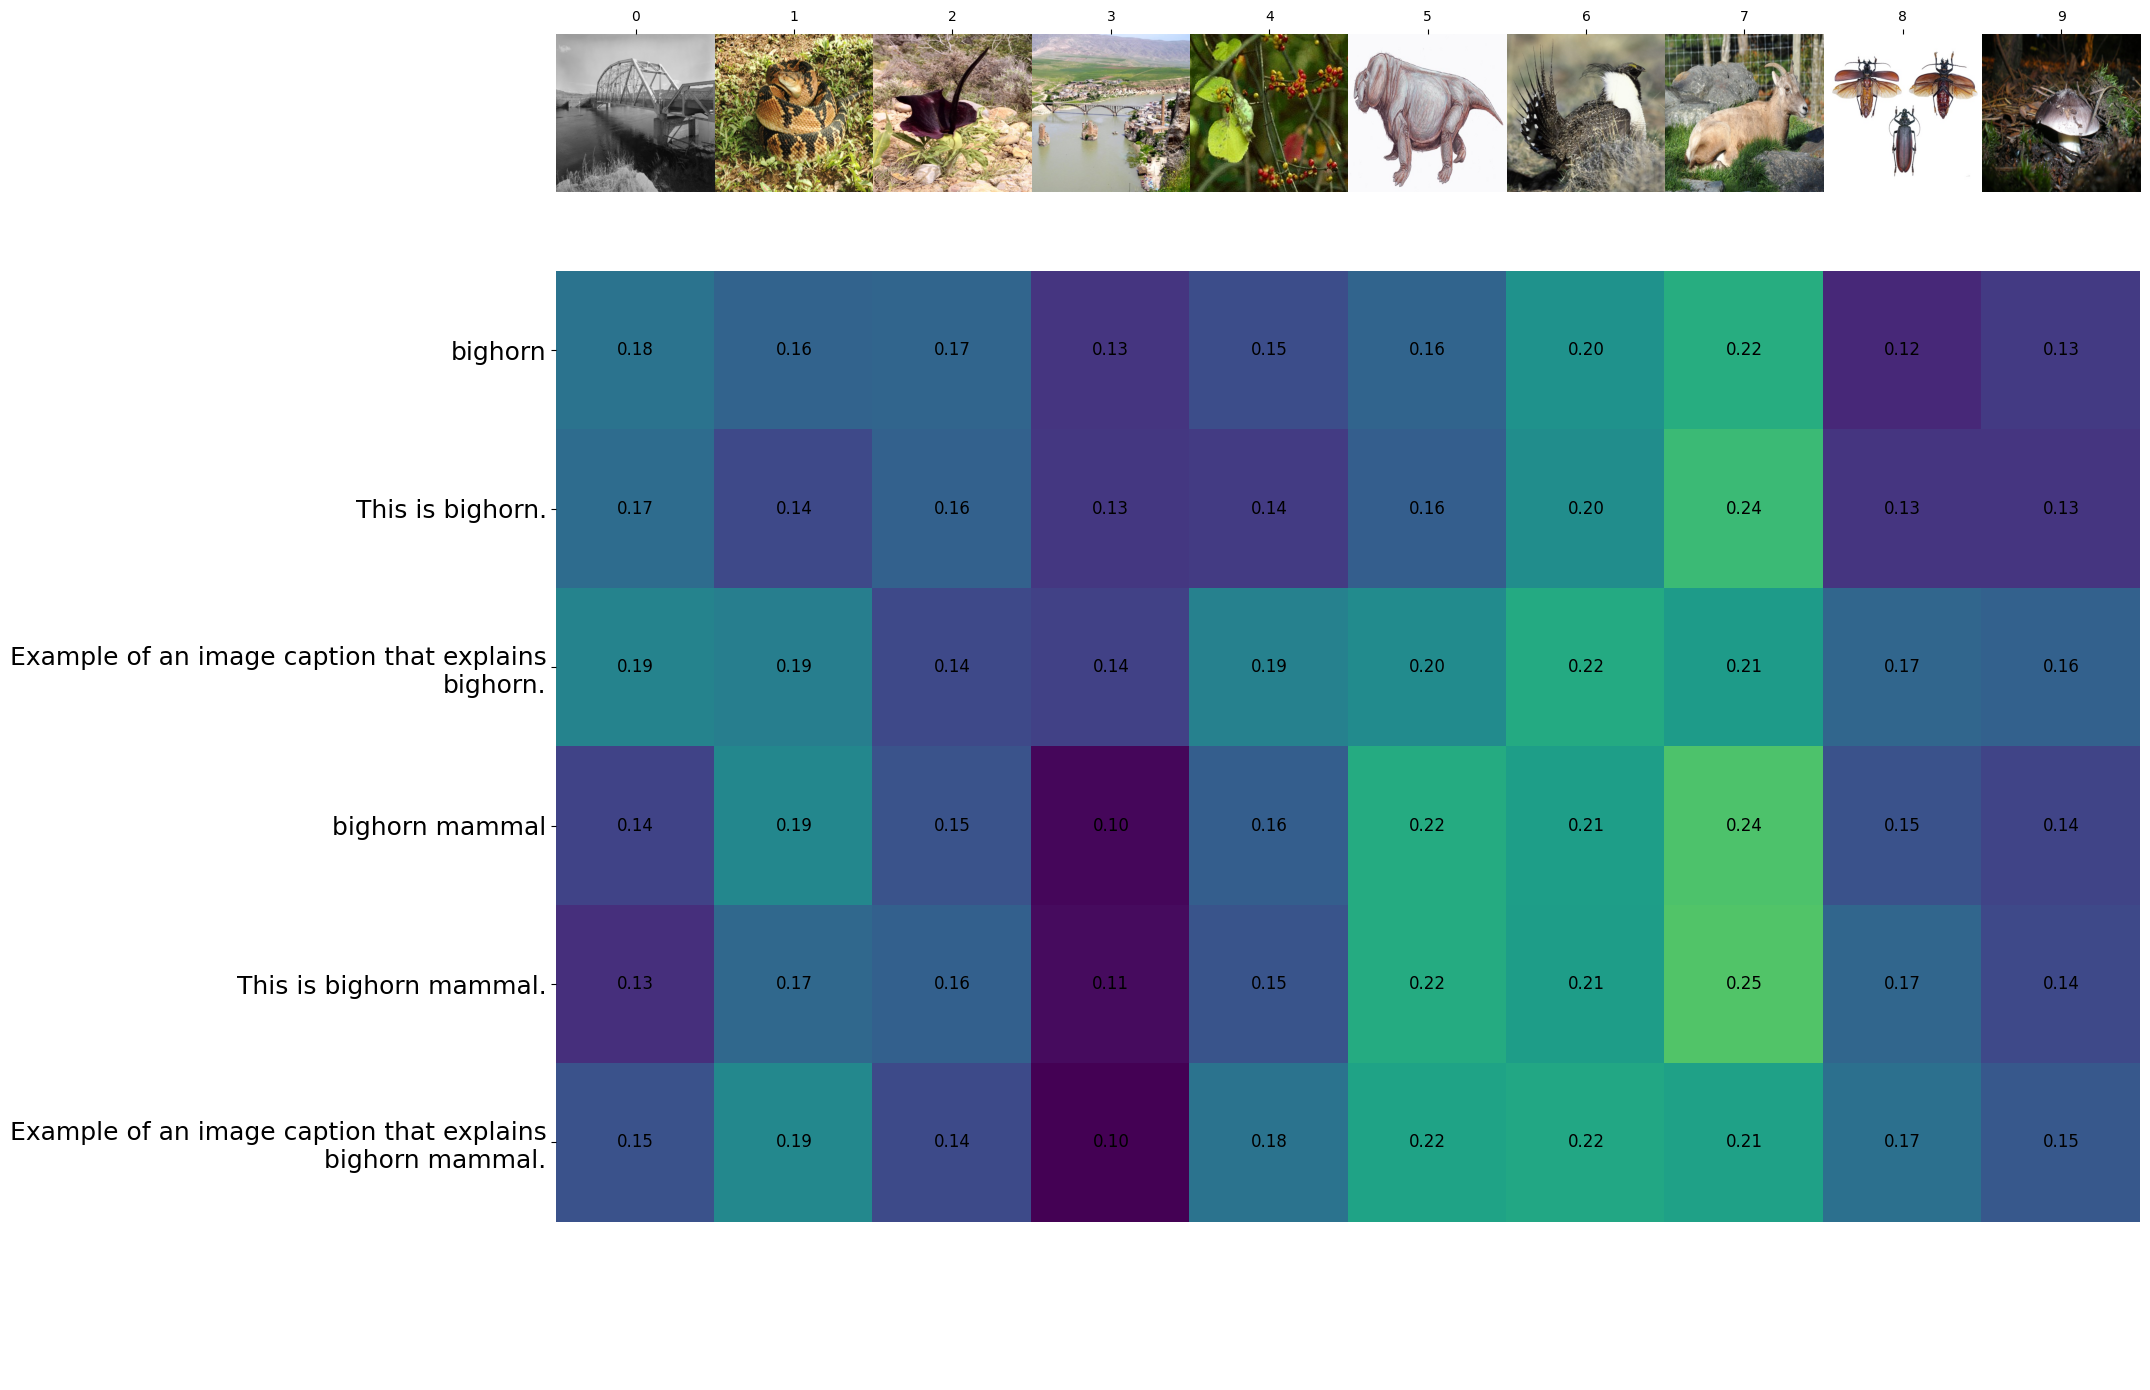 0 1 2 3 4 5 6 7 8 9
bighorn 0.18 0.16 0.17 0.13 0.15 0.16 0.20 0.22 0.12 0.13
This is bighorn. 0.17 0.14 0.16 0.13 0.14 0.16 0.20 0.24 0.13 0.13
Example of an image caption that explains
bighorn. 0.19 0.19 0.14 0.14 0.19 0.20 0.22 0.21 0.17 0.16
bighorn mammal 0.14 0.19 0.15 0.10 0.16 0.22 0.21 0.24 0.15 0.14
This is bighorn mammal. 0.13 0.17 0.16 0.11 0.15 0.22 0.21 0.25 0.17 0.14
Example of an image caption that explains
bighorn mammal. 0.15 0.19 0.14 0.10 0.18 0.22 0.22 0.21 0.17 0.15